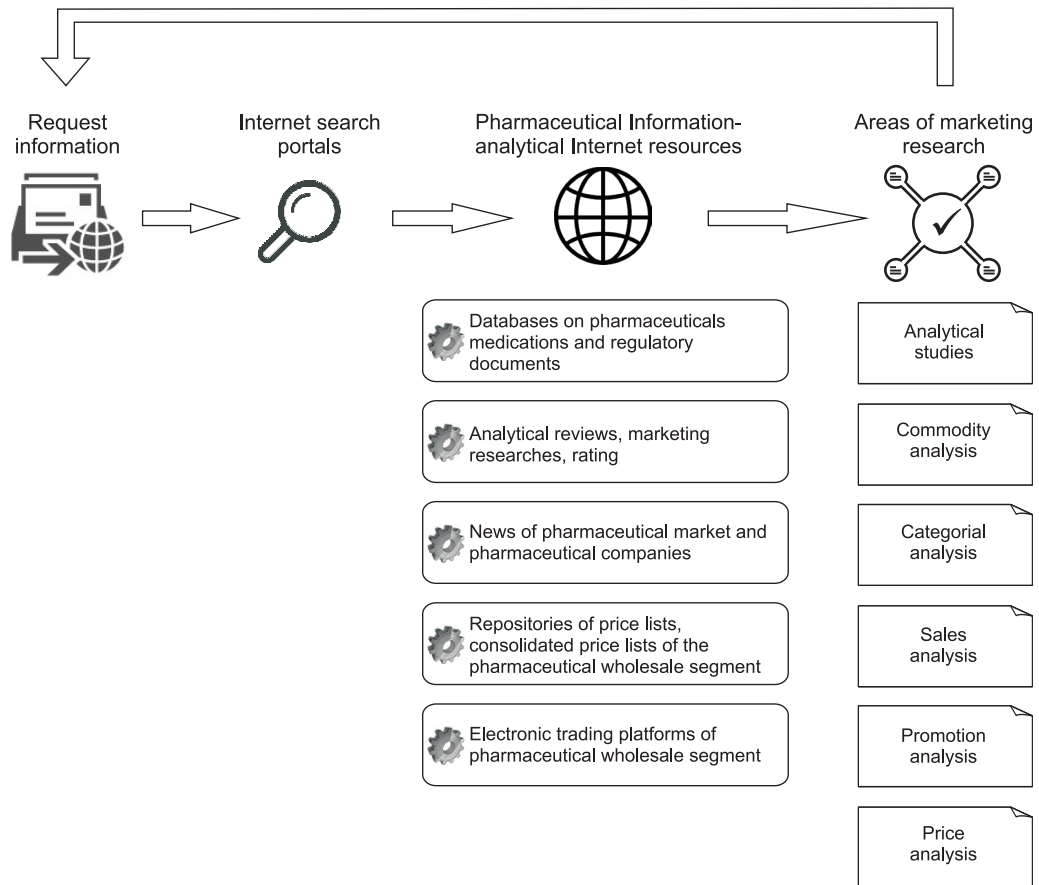 Request
information
Internet search
portals
Pharmaceutical Information-
analytical Internet resources
Areas of marketing
research
Databases on pharmaceuticals
medications and regulatory
documents
Analytical reviews, marketing
researches, rating
News of pharmaceutical market and
pharmaceutical companies
Repositories of price lists,
consolidated price lists of the
pharmaceutical wholesale segment
Electronic trading platforms of
pharmaceutical wholesale segment
Analytical
studies
Commodity
analysis
Categorial
analysis
Sales
analysis
Promotion
analysis
Price
analysis